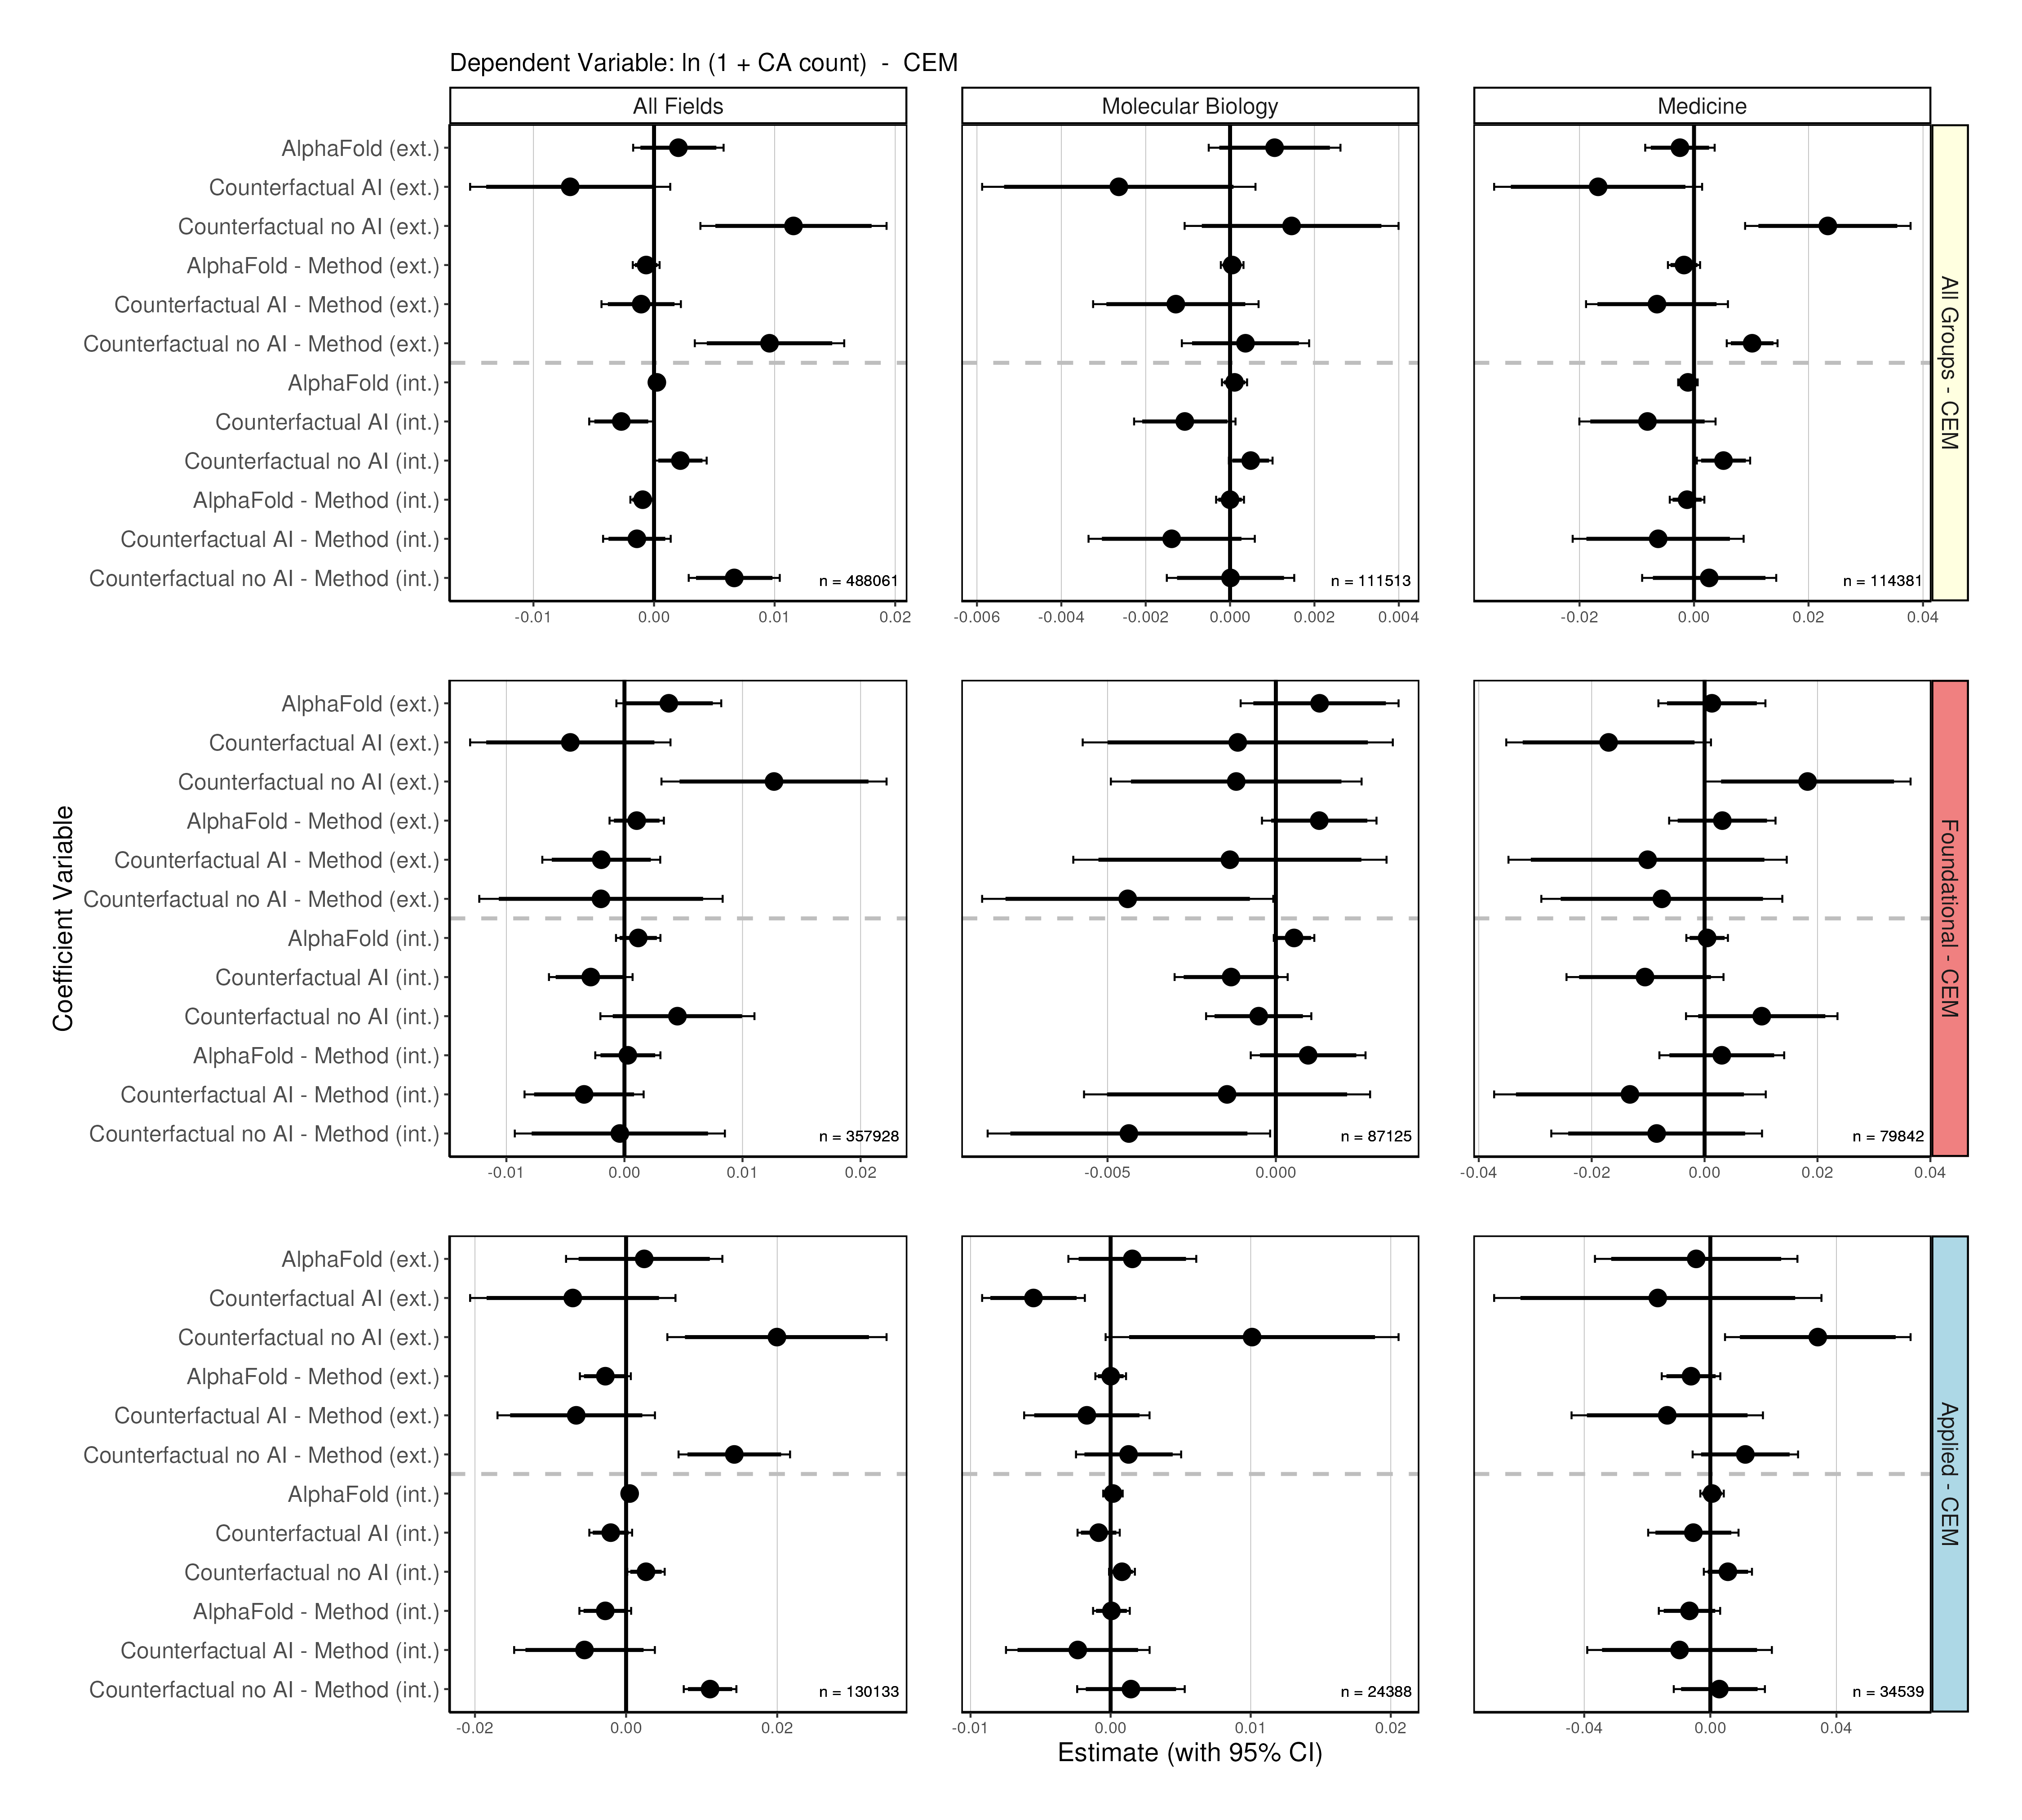 Dependent Variable: ln (1 + CA count)  -  CEM
All Fields
Molecular Biology
Medicine
AlphaFold (ext.)
Counterfactual AI (ext.)
Counterfactual no AI (ext.)
AlphaFold - Method (ext.)
Counterfactual AI - Method (ext.)
Counterfactual no AI - Method (ext.)
AlphaFold (int.)
Counterfactual AI (int.)
Counterfactual no AI (int.)
AlphaFold - Method (int.)
Counterfactual AI - Method (int.)
Counterfactual no AI - Method (int.)
n = 488061
n = 111513
n = 114381
All Groups - CEM
-0.01 0.00 0.01 0.02
-0.006 -0.004 -0.002 0.000 0.002 0.004
-0.02 0.00 0.02 0.04
Coefficient Variable
AlphaFold (ext.)
Counterfactual AI (ext.)
Counterfactual no AI (ext.)
AlphaFold - Method (ext.)
Counterfactual AI - Method (ext.)
Counterfactual no AI - Method (ext.)
AlphaFold (int.)
Counterfactual AI (int.)
Counterfactual no AI (int.)
AlphaFold - Method (int.)
Counterfactual AI - Method (int.)
Counterfactual no AI - Method (int.)
n = 357928
n = 87125
n = 79842
Foundational - CEM
-0.01 0.00 0.01 0.02
-0.005 0.000
-0.04 -0.02 0.00 0.02 0.04
AlphaFold (ext.)
Counterfactual AI (ext.)
Counterfactual no AI (ext.)
AlphaFold - Method (ext.)
Counterfactual AI - Method (ext.)
Counterfactual no AI - Method (ext.)
AlphaFold (int.)
Counterfactual AI (int.)
Counterfactual no AI (int.)
AlphaFold - Method (int.)
Counterfactual AI - Method (int.)
Counterfactual no AI - Method (int.)
n = 130133
n = 24388
n = 34539
Applied - CEM
-0.02 0.00 0.02
-0.01 0.00 0.01 0.02
-0.04 0.00 0.04
Estimate (with 95% CI)